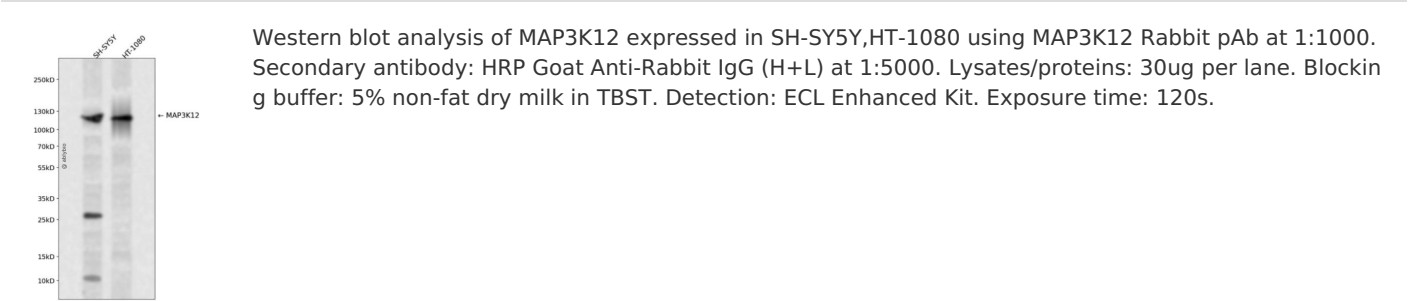 SH-SY5Y
HT-1080
250kD
130kD
← MAP3K12
100kD
70kD
55kD
35kD
25kD
15kD
10kD
Western blot analysis of MAP3K12 expressed in SH-SY5Y,HT-1080 using MAP3K12 Rabbit pAb at 1:1000.
Secondary antibody: HRP Goat Anti-Rabbit IgG (H+L) at 1:5000. Lysates/proteins: 30ug per lane. Blockin
g buffer: 5% non-fat dry milk in TBST. Detection: ECL Enhanced Kit. Exposure time: 120s.